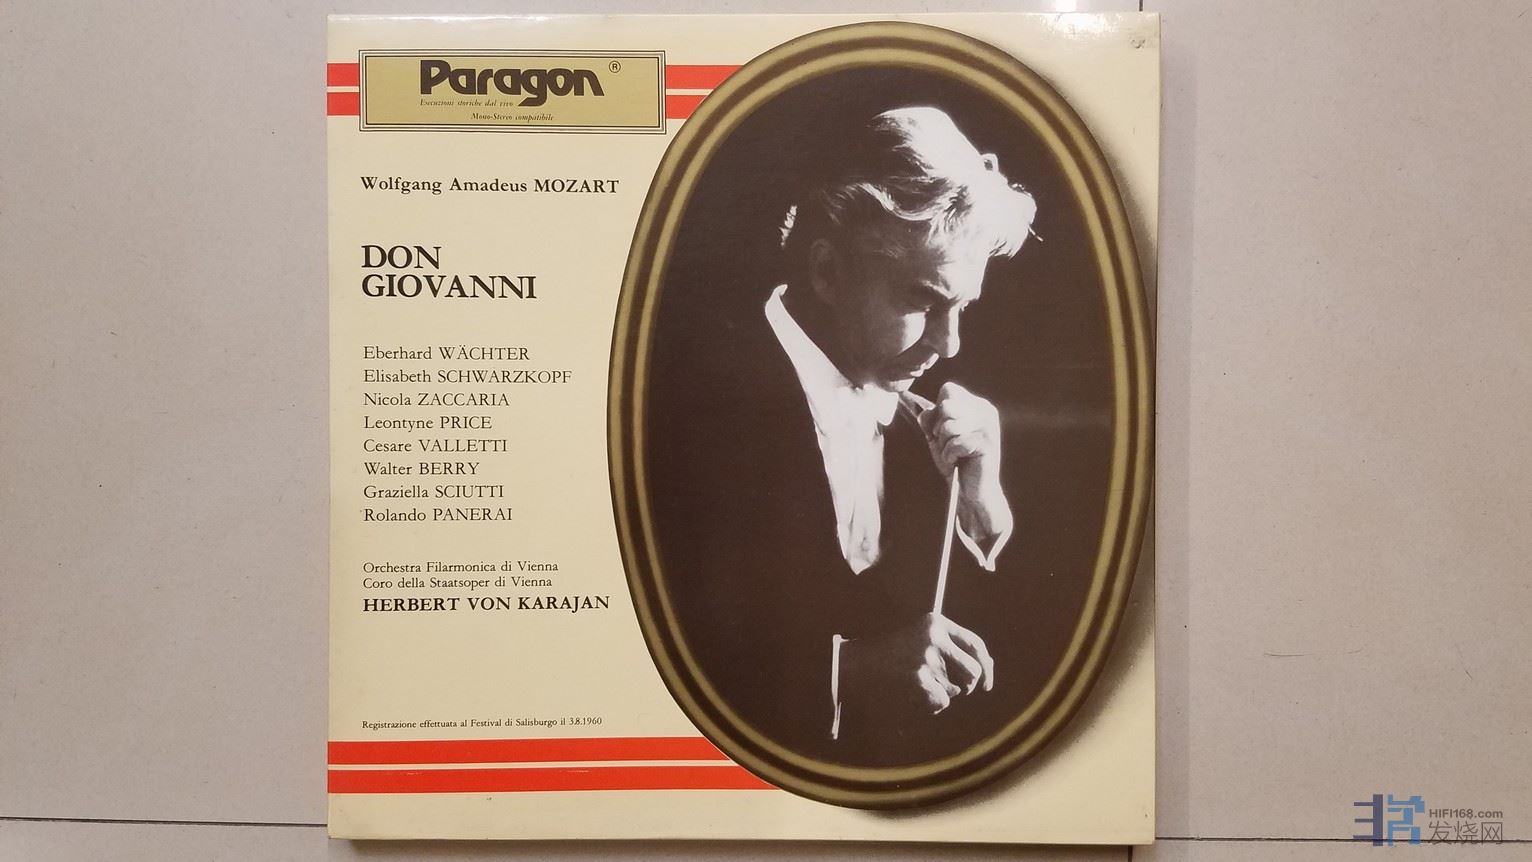 Paragon®
Esecuzioni storiche dal vivo
Mono-Stereo compatibile
Wolfgang Amadeus MOZART
DON
GIOVANNI
Eberhard WÄCHTER
Elisabeth SCHWARZKOPF
Nicola ZACCARIA
Leontyne PRICE
Cesare VALLETTI
Walter BERRY
Graziella SCIUTTI
Rolando PANERAI
Orchestra Filarmonica di Vienna
Coro della Staatsoper di Vienna
HERBERT VON KARAJAN
Registrazione effettuata al Festival di Salisburgo il 3.8.1960
HIFI168.com
发烧网